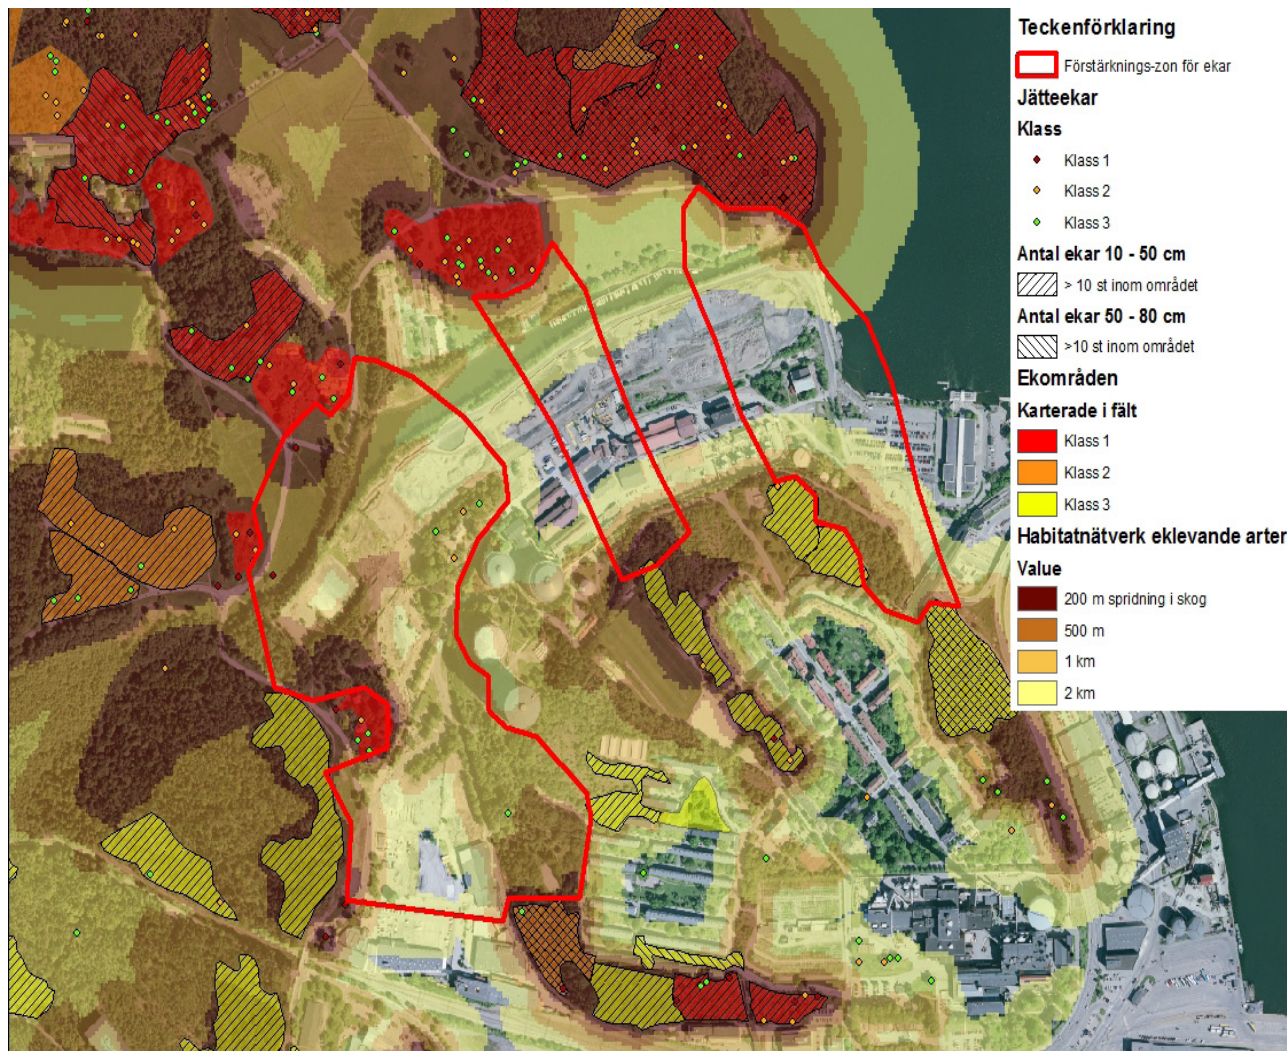 Teckenförklaring
Förstärknings-zon för ekar
Jätteekar
Klass
Klass 1
Klass 2
Klass 3
Antal ekar 10 - 50 cm
> 10 st inom området
Antal ekar 50 - 80 cm
>10 st inom området
Ekområden
Karterade i fält
Klass 1
Klass 2
Klass 3
Habitatnätverk eklevande arter
Value
200 m spridning i skog
500 m
1 km
2 km